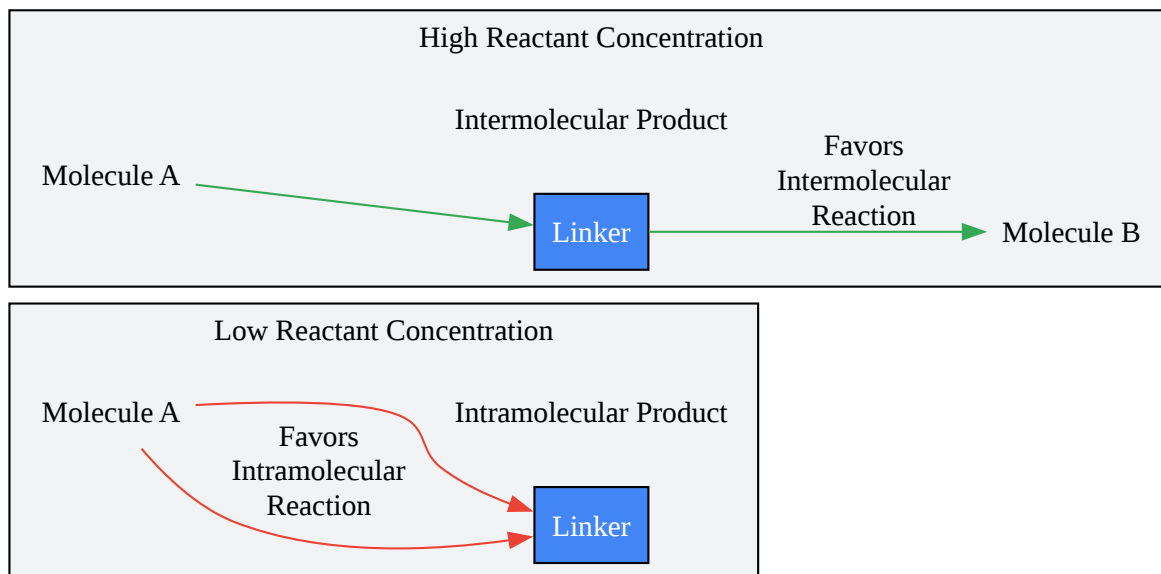 High Reactant Concentration
Intermolecular Product
Molecule A
Favors
Intermolecular
Reaction
Linker
Molecule B
Low Reactant Concentration
Molecule A
Intramolecular Product
Favors
Intramolecular
Reaction
Linker